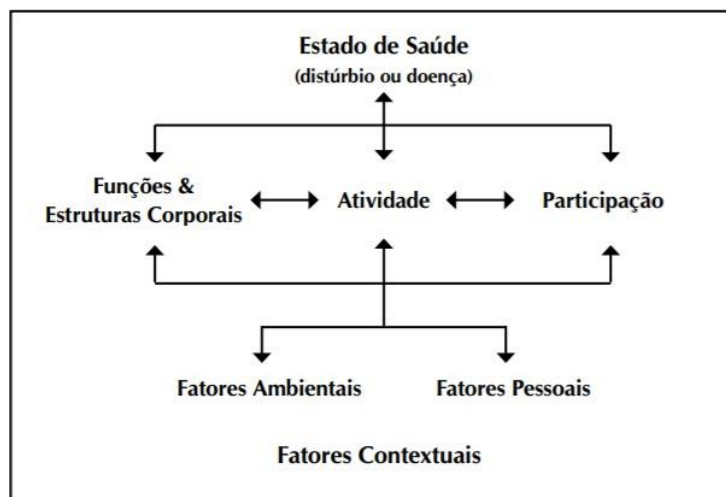 Estado de Saúde
(distúrbio ou doença)
Funções &
Estruturas Corporais
Atividade
Participação
Fatores Ambientais
Fatores Pessoais
Fatores Contextuais